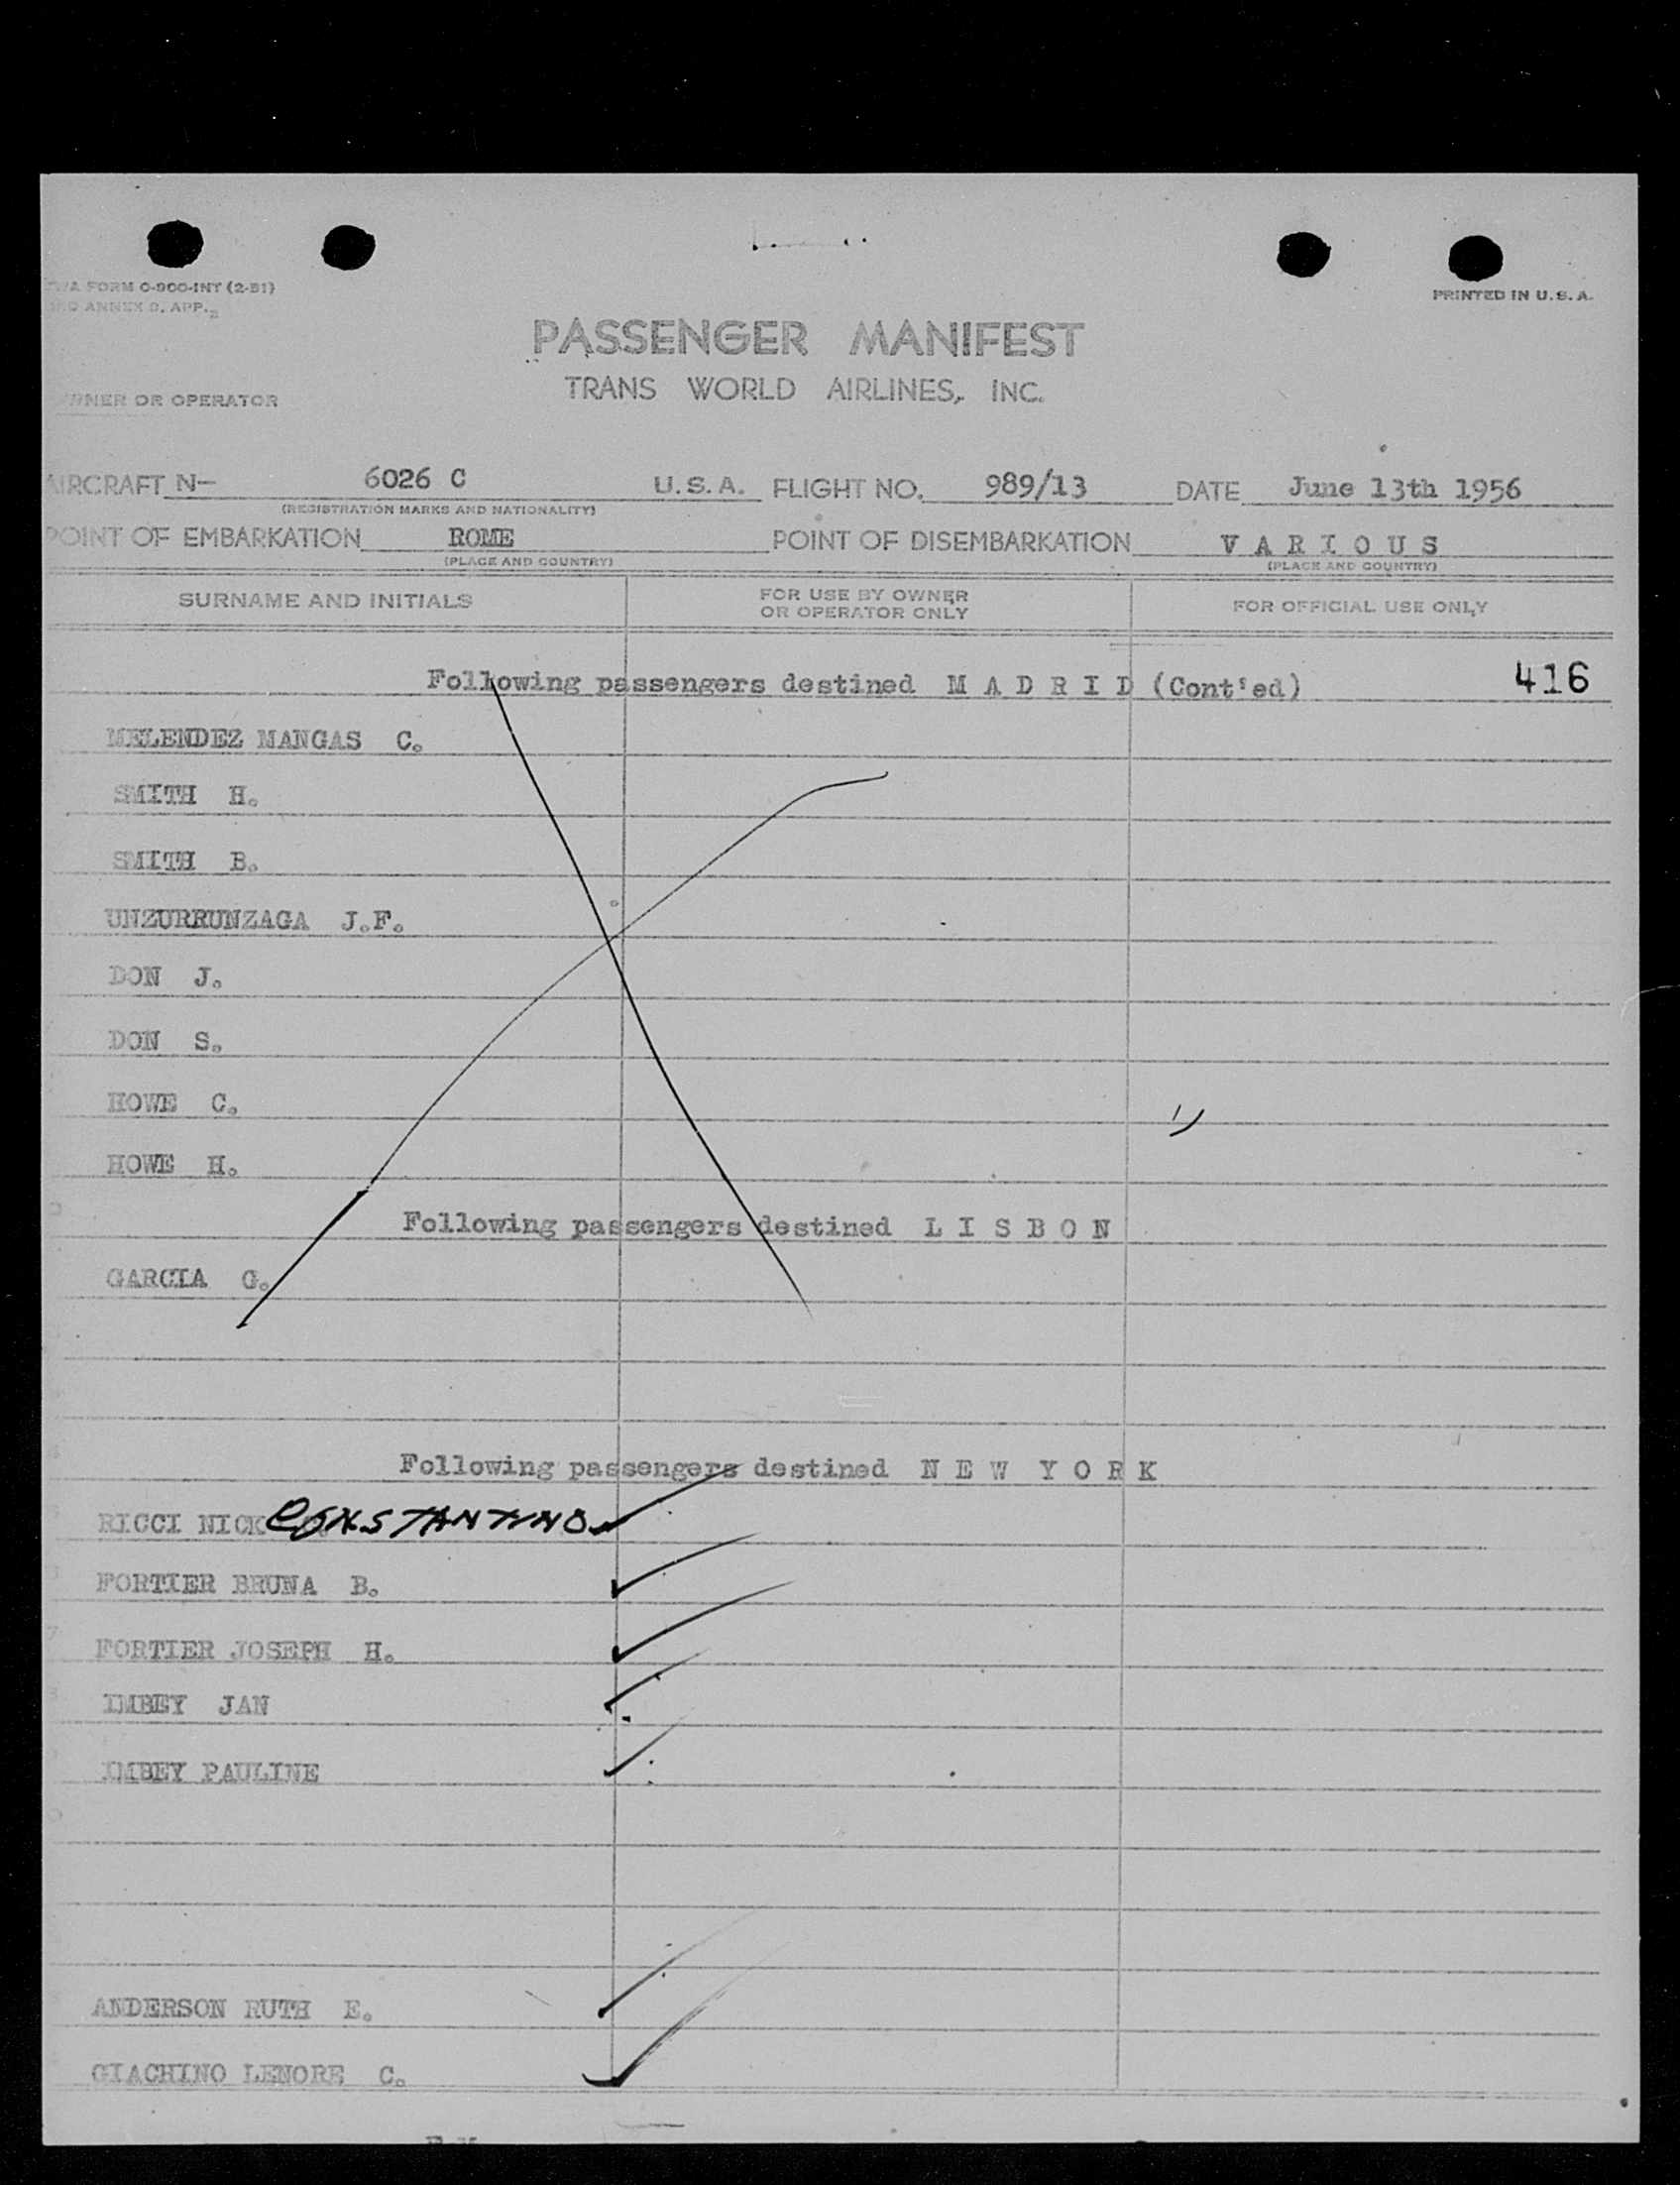 TWA FORM O-900-INT (2-51)
ANNEX 9, APP.
PRINTED IN U.S.A.
PASSENGER MANIFEST
TRANS WORLD AIRLINES, INC.
OWNER OR OPERATOR
AIRCRAFT N- 6026 C U.S.A. FLIGHT NO. 989/13 DATE June 13th 1956
(REGISTRATION MARKS AND NATIONALITY)
POINT OF EMBARKATION ROME POINT OF DISEMBARKATION V A R I O U S
(PLACE AND COUNTRY) (PLACE AND COUNTRY)
SURNAME AND INITIALS FOR USE BY OWNER OR OPERATOR ONLY FOR OFFICIAL USE ONLY
Following passengers destined M A D R I D (Cont'ed) 416
MELENDEZ MANGAS C.
SMITH H.
SMITH B.
UNZURRUNZAGA J.F.
DON J.
DON S.
HOWE C.
HOWE H.
Following passengers destined L I S B O N
GARCIA G.
Following passengers destined N E W Y O R K
RICCI NICK CONSTANTINO
FORTIER BRUNA B.
FORTIER JOSEPH H.
IMBEY JAN
IMBEY PAULINE
ANDERSON RUTH E.
GIACHINO LENORE C.